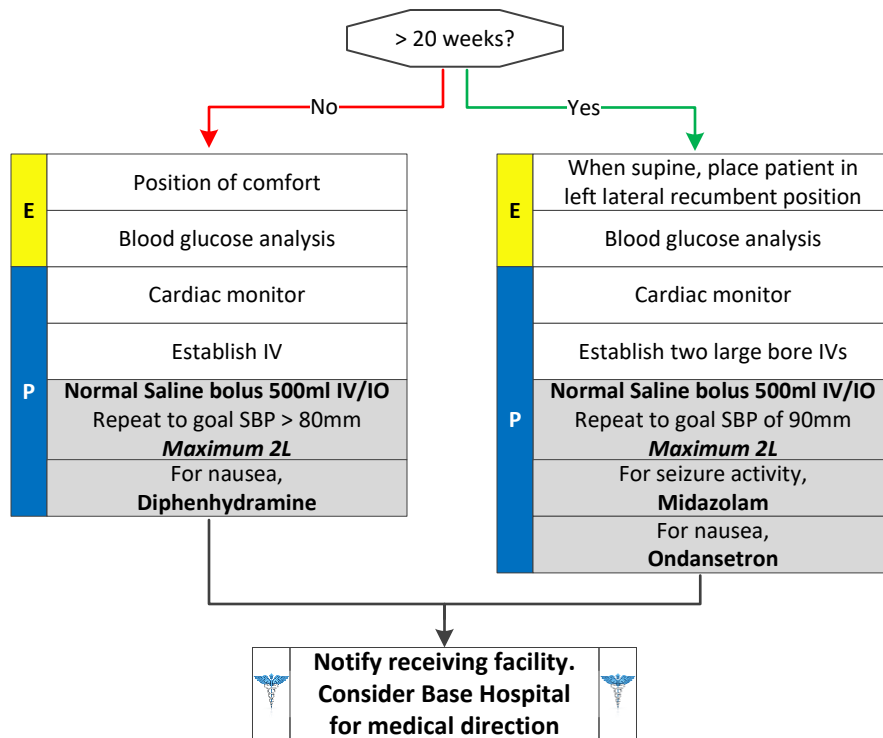 > 20 weeks?
No
Yes
E
Position of comfort
Blood glucose analysis
P
Cardiac monitor
Establish IV
Normal Saline bolus 500ml IV/IO
Repeat to goal SBP > 80mm
Maximum 2L
For nausea,
Diphenhydramine
E
When supine, place patient in
left lateral recumbent position
Blood glucose analysis
P
Cardiac monitor
Establish two large bore IVs
Normal Saline bolus 500ml IV/IO
Repeat to goal SBP of 90mm
Maximum 2L
For seizure activity,
Midazolam
For nausea,
Ondansetron
Notify receiving facility.
Consider Base Hospital
for medical direction